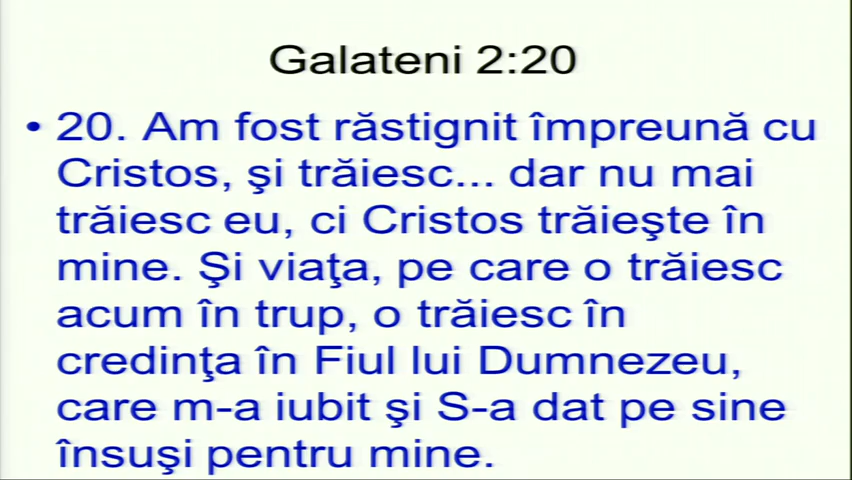 Galateni 2:20
• 20. Am fost răstignit împreună cu
Cristos, şi trăiesc... dar nu mai
trăiesc eu, ci Cristos trăieşte în
mine. Şi viaţa, pe care o trăiesc
acum în trup, o trăiesc în
credinţa în Fiul lui Dumnezeu,
care m-a iubit şi S-a dat pe sine
însuşi pentru mine.